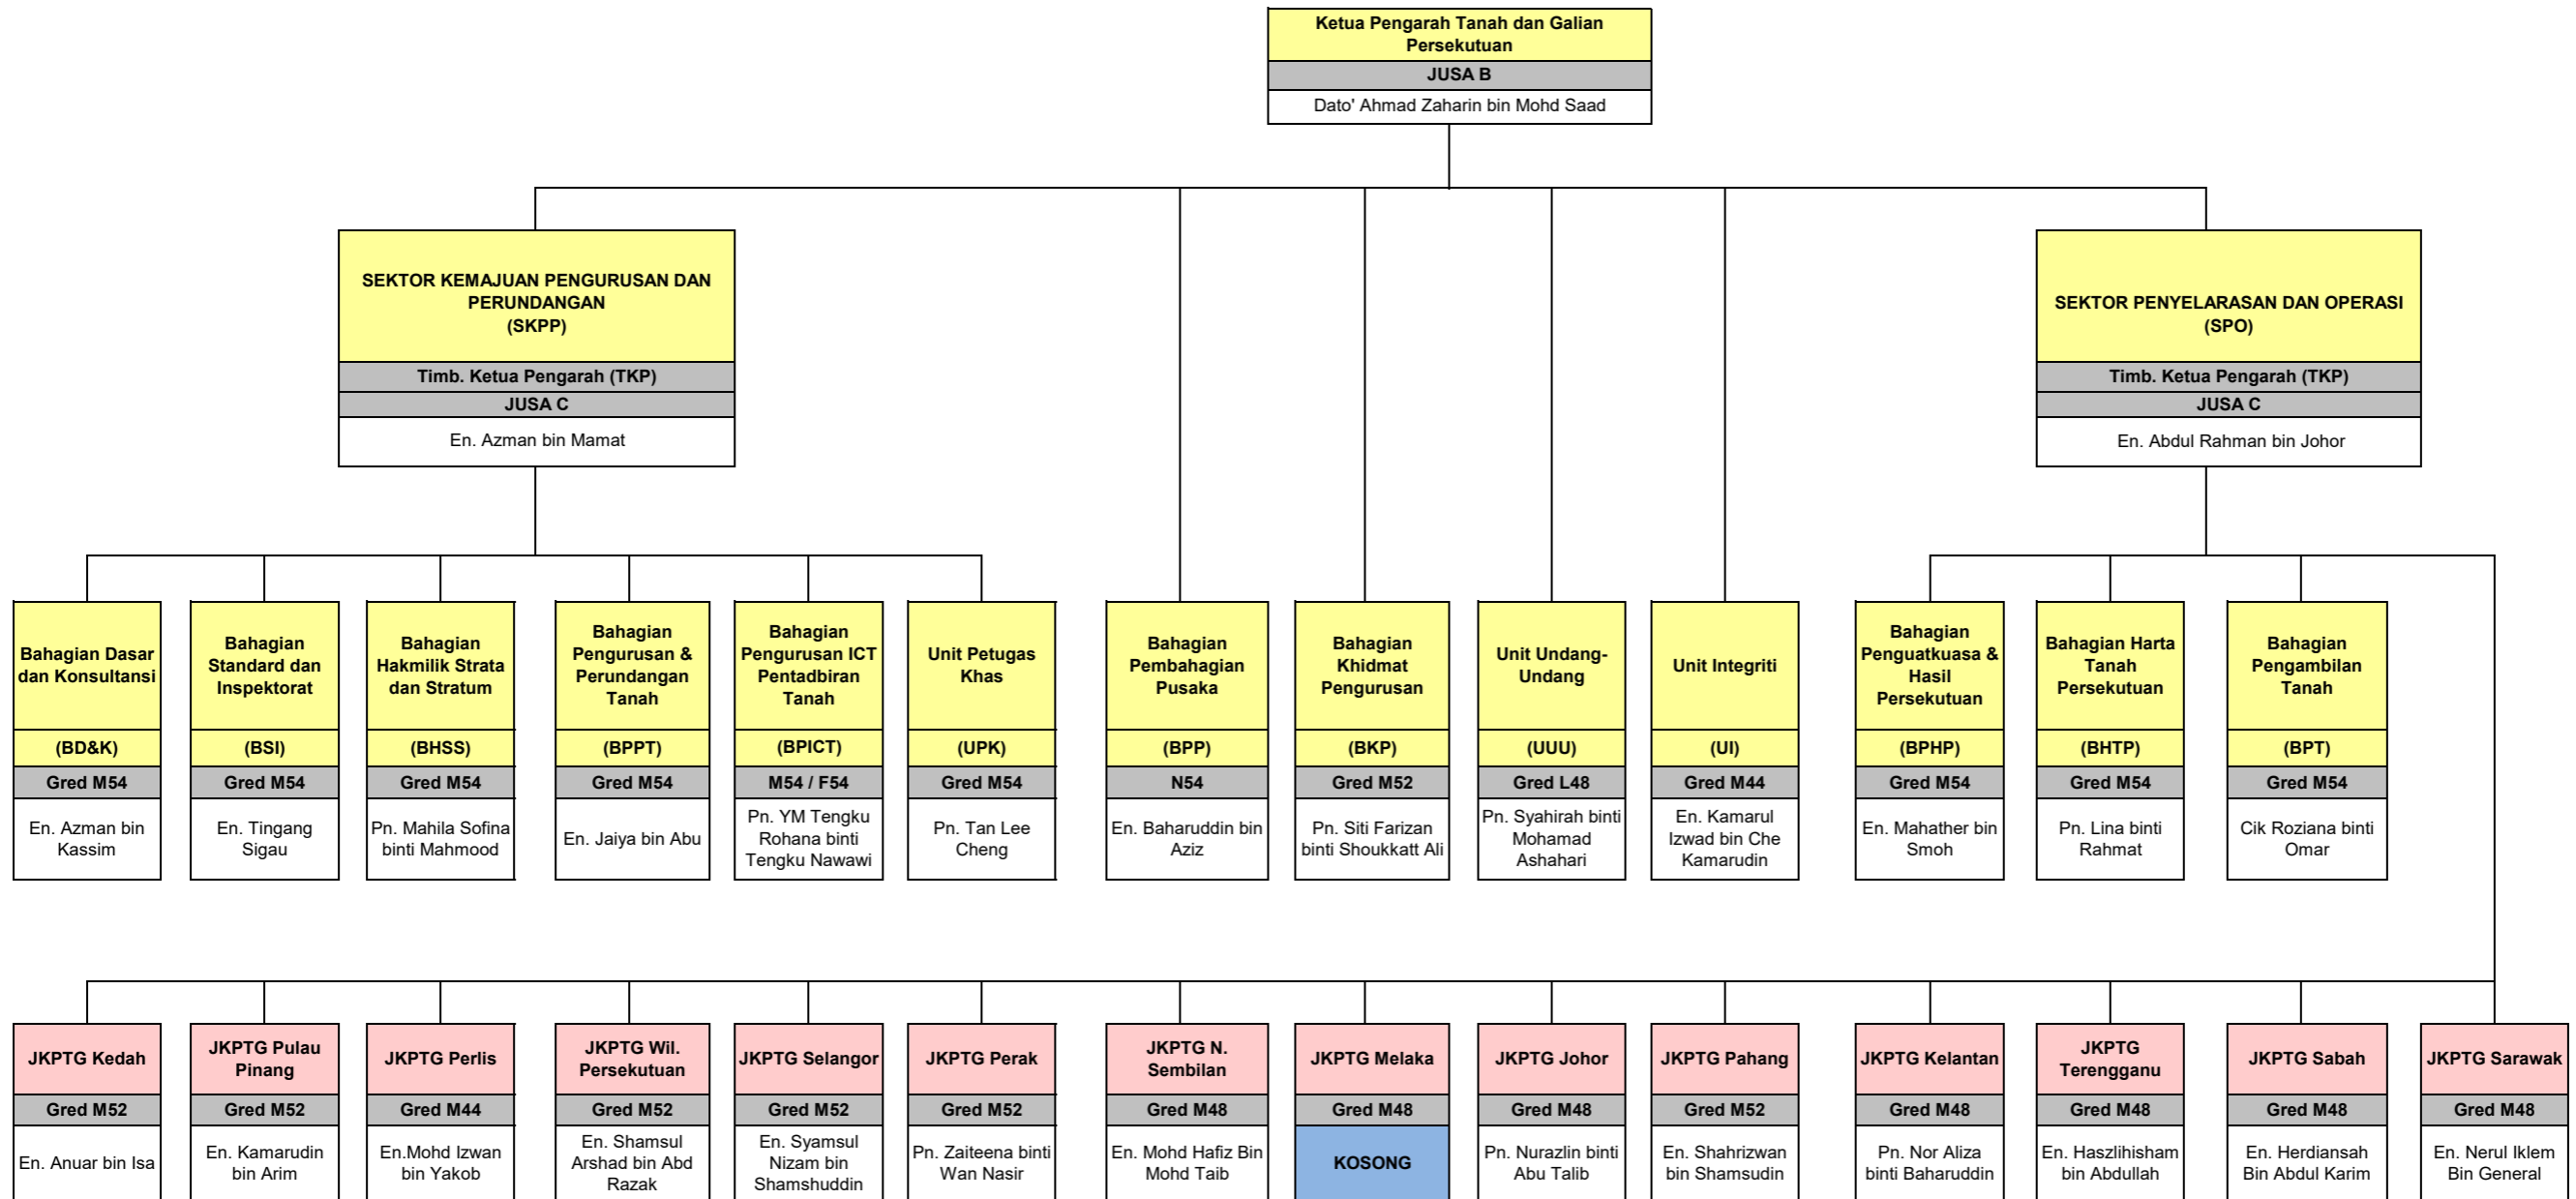 Ketua Pengarah Tanah dan Galian
Persekutuan
JUSA B
Dato' Ahmad Zaharin bin Mohd Saad
SEKTOR KEMAJUAN PENGURUSAN DAN
PERUNDANGAN
(SKPP)
Timb. Ketua Pengarah (TKP)
JUSA C
En. Azman bin Mamat
SEKTOR PENYELARASAN DAN OPERASI
(SPO)
Timb. Ketua Pengarah (TKP)
JUSA C
En. Abdul Rahman bin Johor
Bahagian Dasar
dan Konsultansi
(BD&K)
Gred M54
En. Azman bin
Kassim
Bahagian
Standard dan
Inspektorat
(BSI)
Gred M54
En. Tingang
Sigau
Bahagian
Hakmilik Strata
dan Stratum
(BHSS)
Gred M54
Pn. Mahila Sofina
binti Mahmood
Bahagian
Pengurusan &
Perundangan
Tanah
(BPPT)
Gred M54
En. Jaiya bin Abu
Bahagian
Pengurusan ICT
Pentadbiran
Tanah
(BPICT)
M54 / F54
Pn. YM Tengku
Rohana binti
Tengku Nawawi
Unit Petugas
Khas
(UPK)
Gred M54
Pn. Tan Lee
Cheng
Bahagian
Pembahagian
Pusaka
(BPP)
N54
En. Baharuddin bin
Aziz
Bahagian
Khidmat
Pengurusan
(BKP)
Gred M52
Pn. Siti Farizan
binti Shoukkatt Ali
Unit Undang-
Undang
(UUU)
Gred L48
Pn. Syahirah binti
Mohamad
Ashahari
Unit Integriti
(UI)
Gred M44
En. Kamarul
Izwad bin Che
Kamarudin
Bahagian
Penguatkuasa &
Hasil
Persekutuan
(BPHP)
Gred M54
En. Mahather bin
Smoh
Bahagian Harta
Tanah
Persekutuan
(BHTP)
Gred M54
Pn. Lina binti
Rahmat
Bahagian
Pengambilan
Tanah
(BPT)
Gred M54
Cik Roziana binti
Omar
JKPTG Kedah
Gred M52
En. Anuar bin Isa
JKPTG Pulau
Pinang
Gred M52
En. Kamarudin
bin Arim
JKPTG Perlis
Gred M44
En.Mohd Izwan
bin Yakob
JKPTG Wil.
Persekutuan
Gred M52
En. Shamsul
Arshad bin Abd
Razak
JKPTG Selangor
Gred M52
En. Syamsul
Nizam bin
Shamshuddin
JKPTG Perak
Gred M52
Pn. Zaiteena binti
Wan Nasir
JKPTG N.
Sembilan
Gred M48
En. Mohd Hafiz Bin
Mohd Taib
JKPTG Melaka
Gred M48
KOSONG
JKPTG Johor
Gred M48
Pn. Nurazlin binti
Abu Talib
JKPTG Pahang
Gred M52
En. Shahrizwan
bin Shamsudin
JKPTG Kelantan
Gred M48
Pn. Nor Aliza
binti Baharuddin
JKPTG
Terengganu
Gred M48
En. Haszlihisham
bin Abdullah
JKPTG Sabah
Gred M48
En. Herdiansah
Bin Abdul Karim
JKPTG Sarawak
Gred M48
En. Nerul Iklem
Bin General